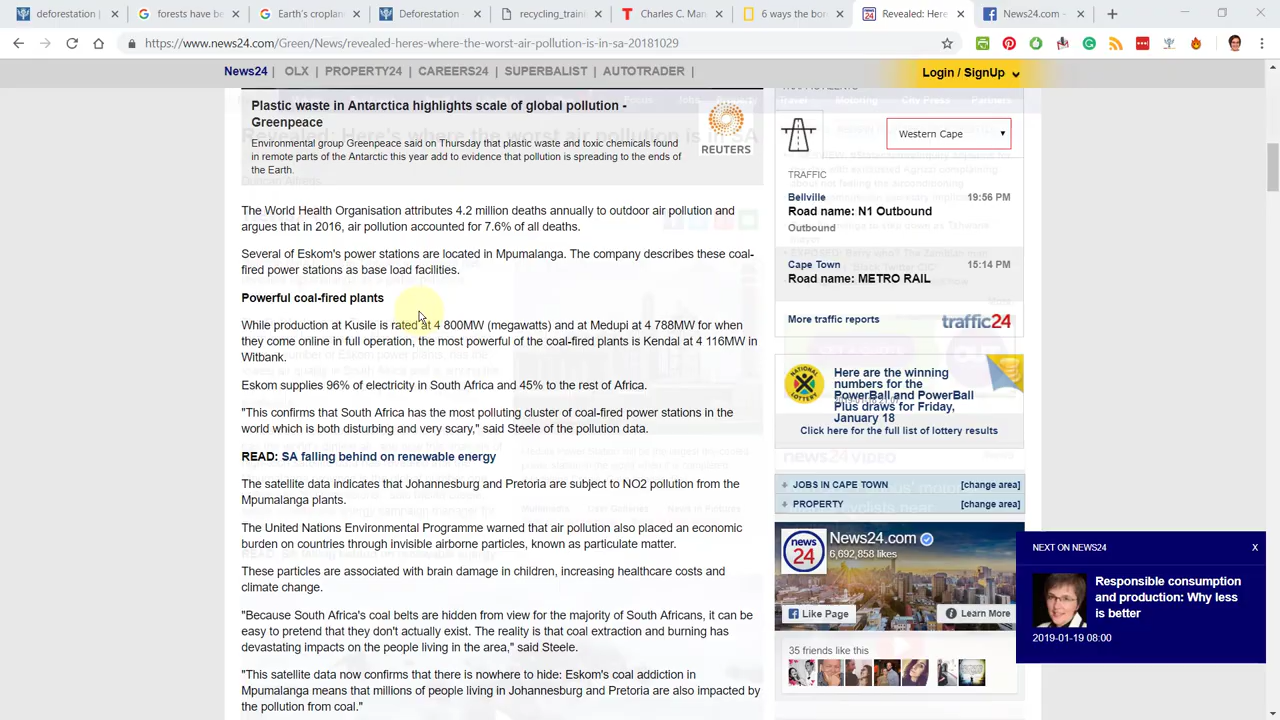 deforestation |
forests have be
Earth's croplan
Deforestation
recycling_traini
Charles C. Man
6 ways the bor
Revealed: Here
News24.com -
https://www.news24.com/Green/News/revealed-heres-where-the-worst-air-pollution-is-in-sa-20181029
News24 | OLX | PROPERTY24 | CAREERS24 | SUPERBALIST | AUTOTRADER |
Login / SignUp
Plastic waste in Antarctica highlights scale of global pollution -
Greenpeace
Environmental group Greenpeace said on Thursday that plastic waste and toxic chemicals found
in remote parts of the Antarctic this year add to evidence that pollution is spreading to the ends of
the Earth.
REUTERS
Revealed: Here's where the worst air pollution is in SA
The World Health Organisation attributes 4.2 million deaths annually to outdoor air pollution and
argues that in 2016, air pollution accounted for 7.6% of all deaths.
Several of Eskom's power stations are located in Mpumalanga. The company describes these coal-
fired power stations as base load facilities.
Powerful coal-fired plants
While production at Kusile is rated at 4 800MW (megawatts) and at Medupi at 4 788MW for when
they come online in full operation, the most powerful of the coal-fired plants is Kendal at 4 116MW in
Witbank.
Eskom supplies 96% of electricity in South Africa and 45% to the rest of Africa.
"This confirms that South Africa has the most polluting cluster of coal-fired power stations in the
world which is both disturbing and very scary," said Steele of the pollution data.
READ: SA falling behind on renewable energy
The satellite data indicates that Johannesburg and Pretoria are subject to NO2 pollution from the
Mpumalanga plants.
The United Nations Environmental Programme warned that air pollution also placed an economic
burden on countries through invisible airborne particles, known as particulate matter.
These particles are associated with brain damage in children, increasing healthcare costs and
climate change.
"Because South Africa's coal belts are hidden from view for the majority of South Africans, it can be
easy to pretend that they don't actually exist. The reality is that coal extraction and burning has
devastating impacts on the people living in the area," said Steele.
"This satellite data now confirms that there is nowhere to hide: Eskom's coal addiction in
Mpumalanga means that millions of people living in Johannesburg and Pretoria are also impacted by
the pollution from coal."
Western Cape
TRAFFIC
Bellville 19:56 PM
Road name: N1 Outbound
Outbound
Cape Town 15:14 PM
Road name: METRO RAIL
More traffic reports
traffic24
NATIONAL LOTTERY
Here are the winning
numbers for the
PowerBall and PowerBall
Plus draws for Friday,
January 18
Click here for the full list of lottery results
news24 VIDEO
JOBS IN CAPE TOWN [change area]
PROPERTY [change area]
news
24
News24.com
6,692,858 likes
Like Page
Learn More
35 friends like this
NEXT ON NEWS24 X
Responsible consumption
and production: Why less
is better
2019-01-19 08:00